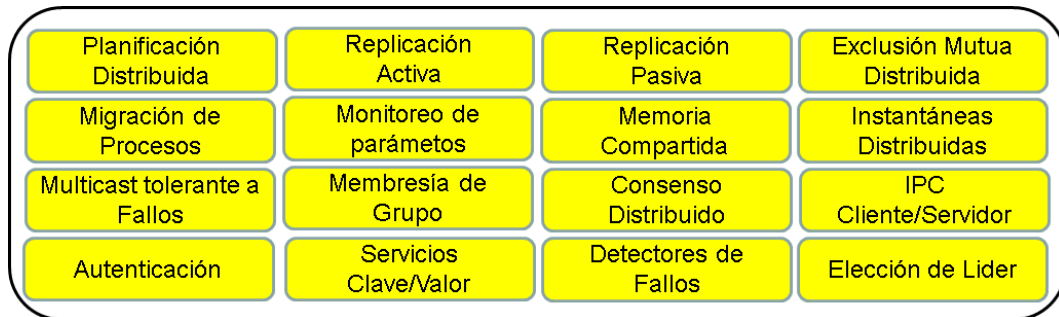 Planificación
Distribuida
Replicación
Activa
Replicación
Pasiva
Exclusión Mutua
Distribuida
Migración de
Procesos
Monitoreo de
parámetos
Memoria
Compartida
Instantáneas
Distribuidas
Multicast tolerante a
Fallos
Membresía de
Grupo
Consenso
Distribuido
IPC
Cliente/Servidor
Autenticación
Servicios
Clave/Valor
Detectores de
Fallos
Elección de Lider